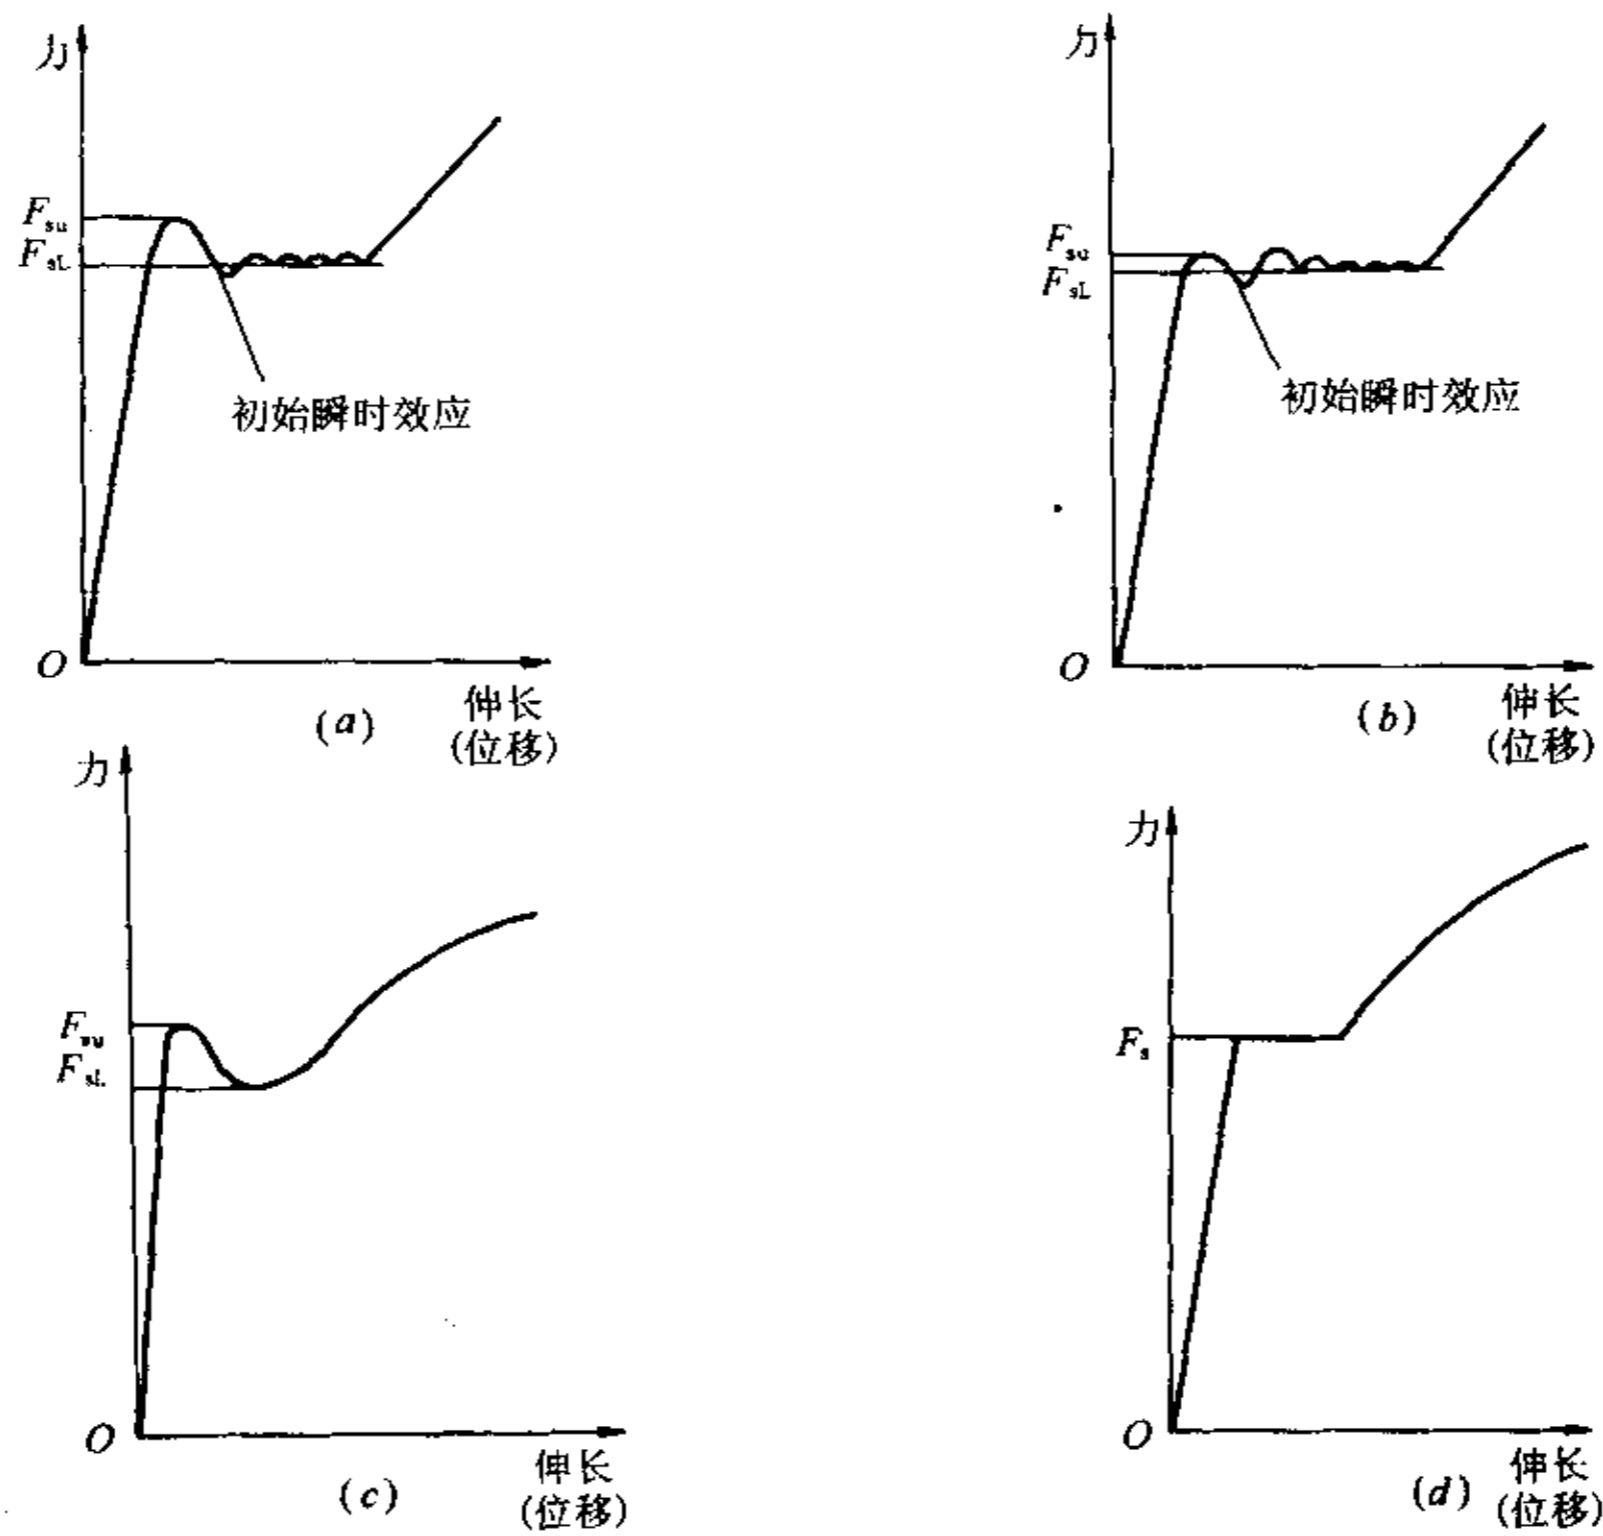 力
F_su
F_sL
初始瞬时效应
O
伸长
(位移)
(a)
力
F_su
F_sL
初始瞬时效应
O
伸长
(位移)
(b)
力
F_su
F_sL
O
伸长
(位移)
(c)
力
F_s
O
伸长
(位移)
(d)